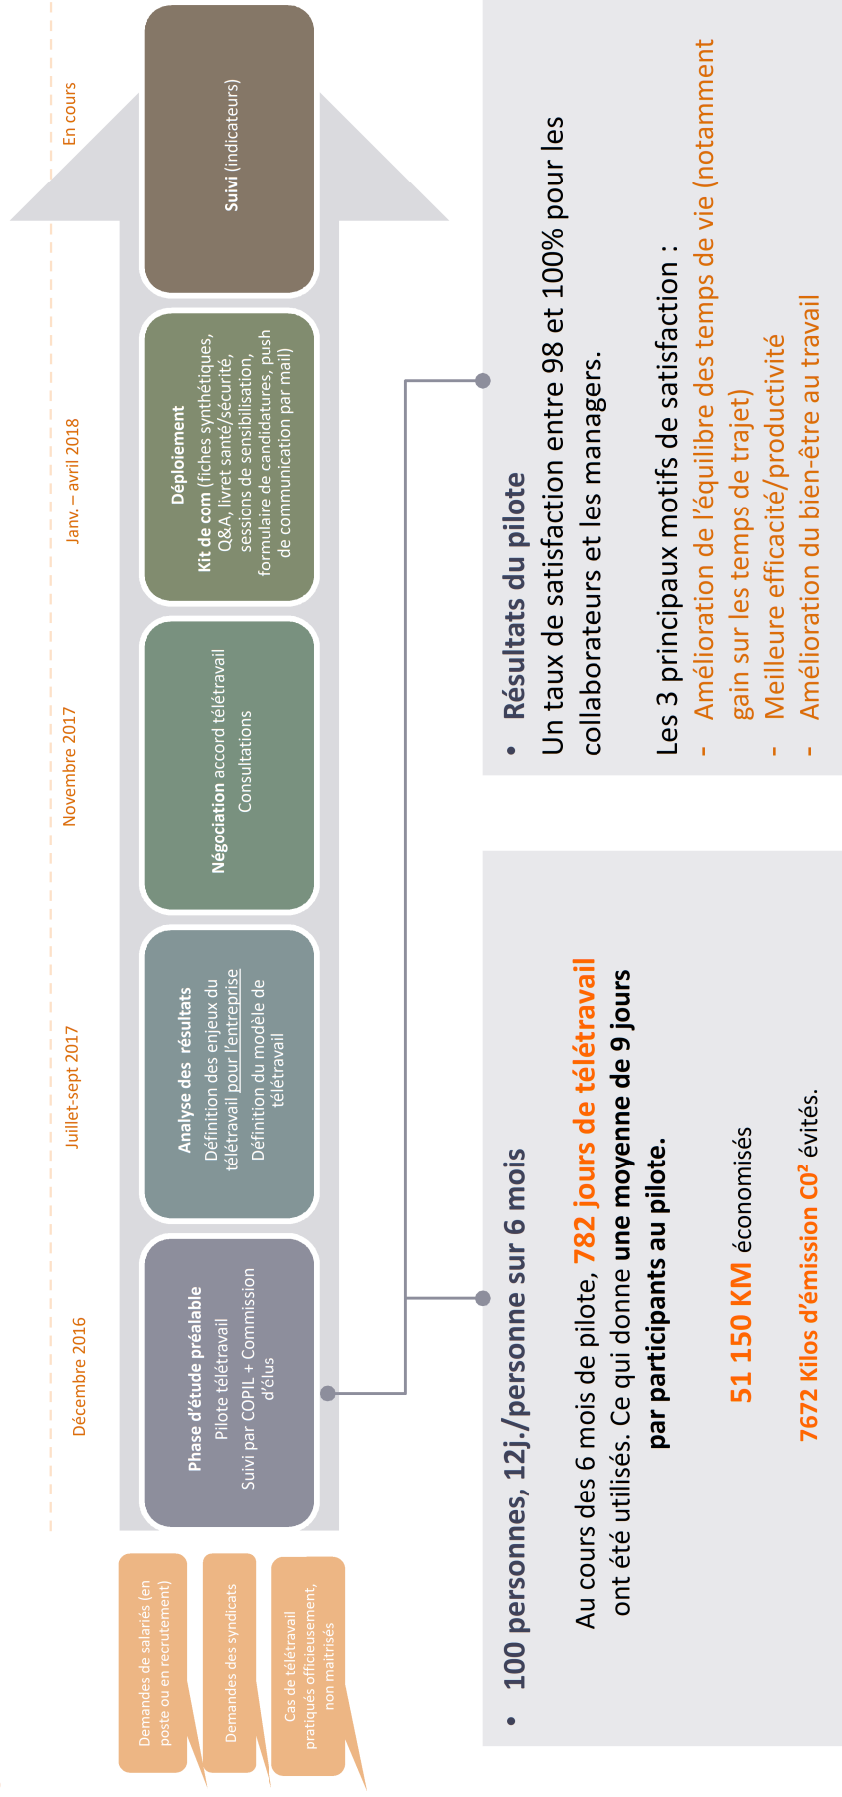 Décembre 2016
Juillet-sept 2017
Novembre 2017
Janv. – avril 2018
En cours
Demandes de salariés (en
poste ou en recrutement)
Demandes des syndicats
Cas de télétravail
pratiqués officieusement,
non maitrisés
Phase d'étude préalable
Pilote télétravail
Suivi par COPIL + Commission
d'élus
Analyse des résultats
Définition des enjeux du
télétravail pour l'entreprise
Définition du modèle de
télétravail
Négociation accord télétravail
Consultations
Déploiement
Kit de com (fiches synthétiques,
Q&A, livret santé/sécurité,
sessions de sensibilisation,
formulaire de candidatures, push
de communication par mail)
Suivi (indicateurs)
• 100 personnes, 12j./personne sur 6 mois
Au cours des 6 mois de pilote, 782 jours de télétravail
ont été utilisés. Ce qui donne une moyenne de 9 jours
par participants au pilote.
51 150 KM économisés
7672 Kilos d'émission C0² évités.
• Résultats du pilote
Un taux de satisfaction entre 98 et 100% pour les
collaborateurs et les managers.
Les 3 principaux motifs de satisfaction :
- Amélioration de l'équilibre des temps de vie (notamment
gain sur les temps de trajet)
- Meilleure efficacité/productivité
- Amélioration du bien-être au travail